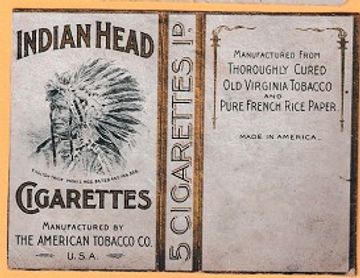 INDIAN HEAD
CIGARETTES
MANUFACTURED BY
THE AMERICAN TOBACCO CO.
U.S.A.
5 CIGARETTES 1D.
MANUFACTURED FROM
THOROUGHLY CURED
OLD VIRGINIA TOBACCO
AND
PURE FRENCH RICE PAPER.
MADE IN AMERICA.